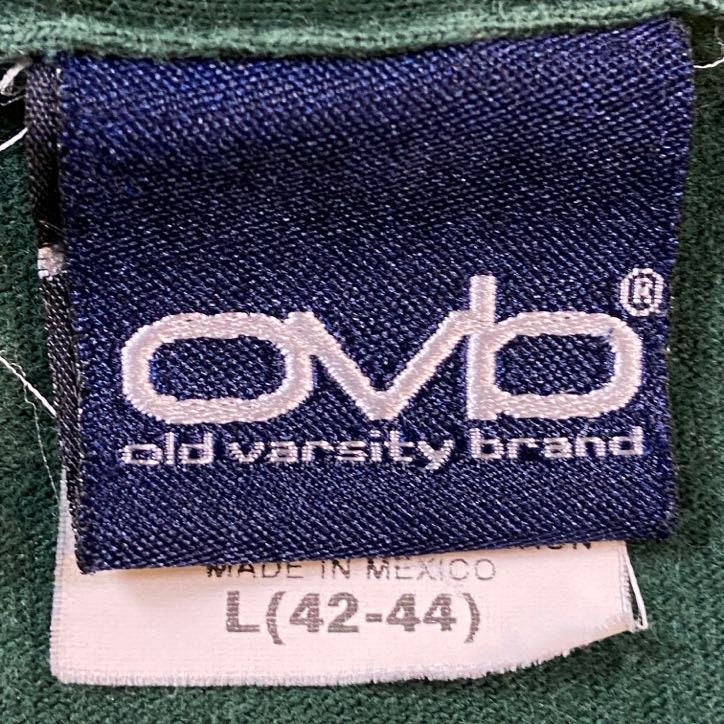 ovb®
old varsity brand
MADE IN MEXICO
L(42-44)